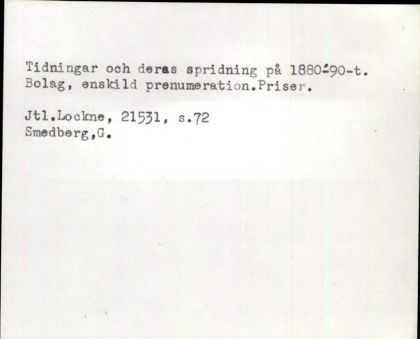 Tidningar och deras spridning på 1880-90-t.
Bolag, enskild prenumeration.Priser.
Jtl.Lockne, 21531, s.72
Smedberg,G.